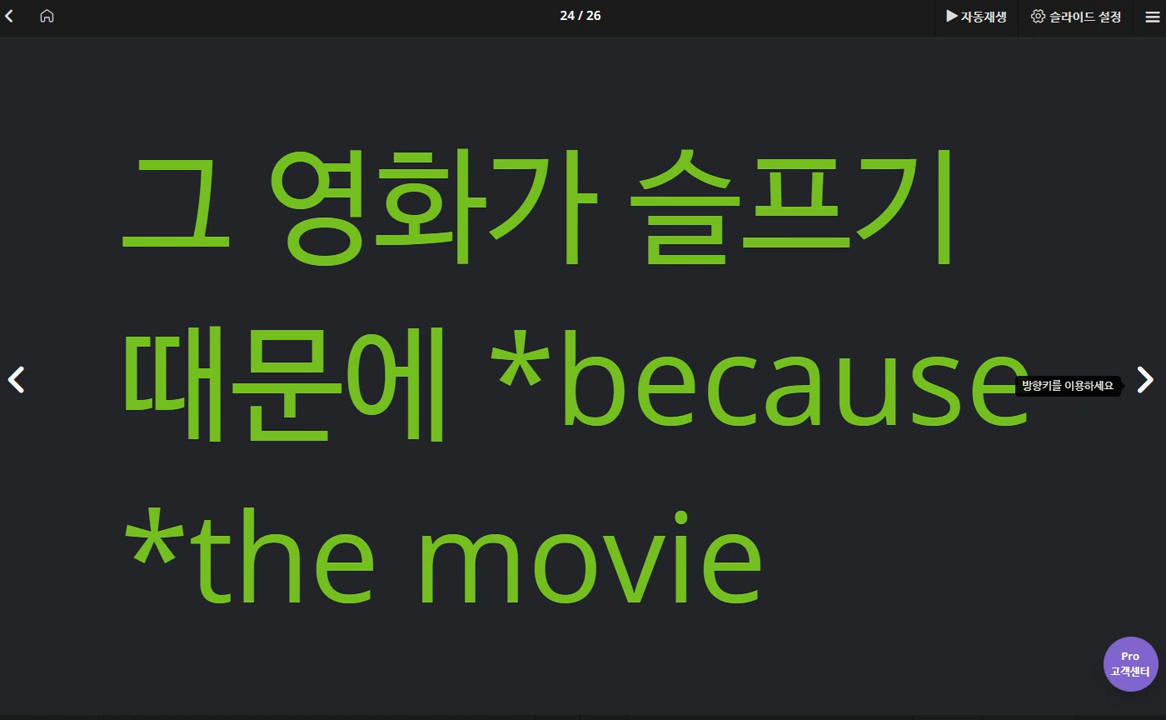 24 / 26
자동재생
슬라이드 설정
그 영화가 슬프기
때문에 *because
방향키를 이용하세요
*the movie
Pro
고객센터